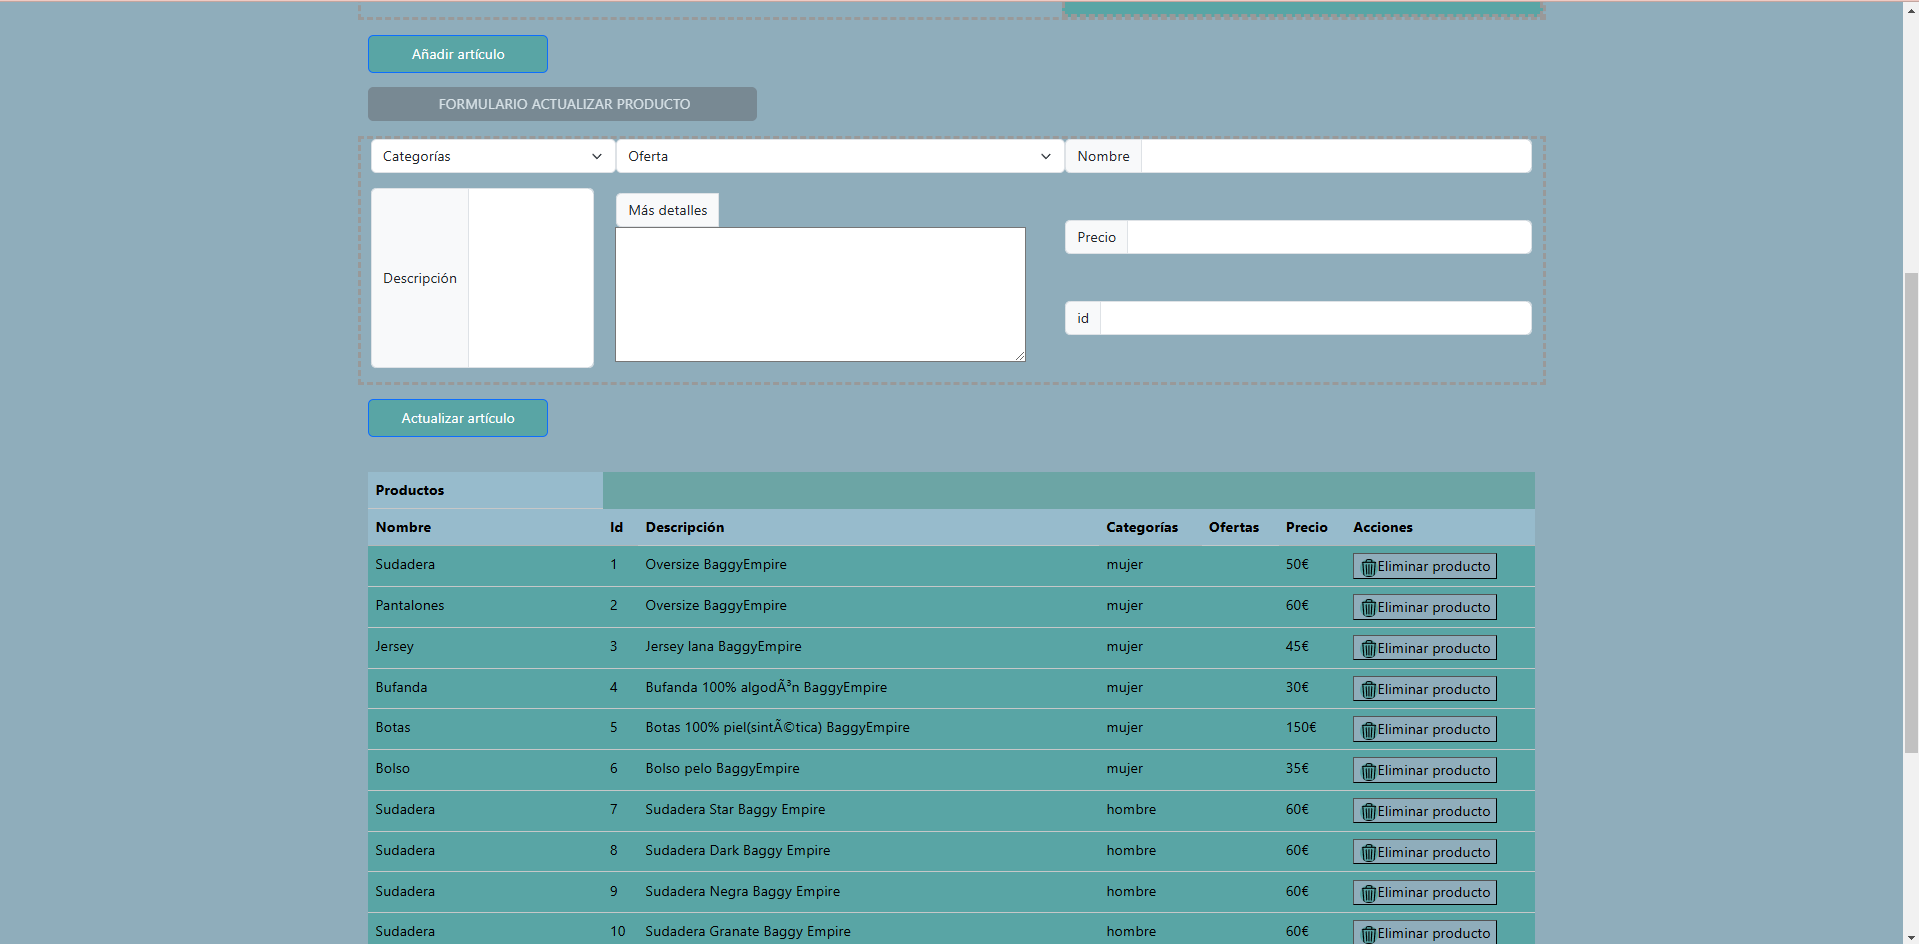 Añadir artículo
FORMULARIO ACTUALIZAR PRODUCTO
Categorías Oferta Nombre
Descripción Más detalles Precio
id
Actualizar artículo
Productos
Nombre Id Descripción Categorías Ofertas Precio Acciones
Sudadera 1 Oversize BaggyEmpire mujer 50€ Eliminar producto
Pantalones 2 Oversize BaggyEmpire mujer 60€ Eliminar producto
Jersey 3 Jersey lana BaggyEmpire mujer 45€ Eliminar producto
Bufanda 4 Bufanda 100% algodÃ³n BaggyEmpire mujer 30€ Eliminar producto
Botas 5 Botas 100% piel(sintÃ©tica) BaggyEmpire mujer 150€ Eliminar producto
Bolso 6 Bolso pelo BaggyEmpire mujer 35€ Eliminar producto
Sudadera 7 Sudadera Star Baggy Empire hombre 60€ Eliminar producto
Sudadera 8 Sudadera Dark Baggy Empire hombre 60€ Eliminar producto
Sudadera 9 Sudadera Negra Baggy Empire hombre 60€ Eliminar producto
Sudadera 10 Sudadera Granate Baggy Empire hombre 60€ Eliminar producto